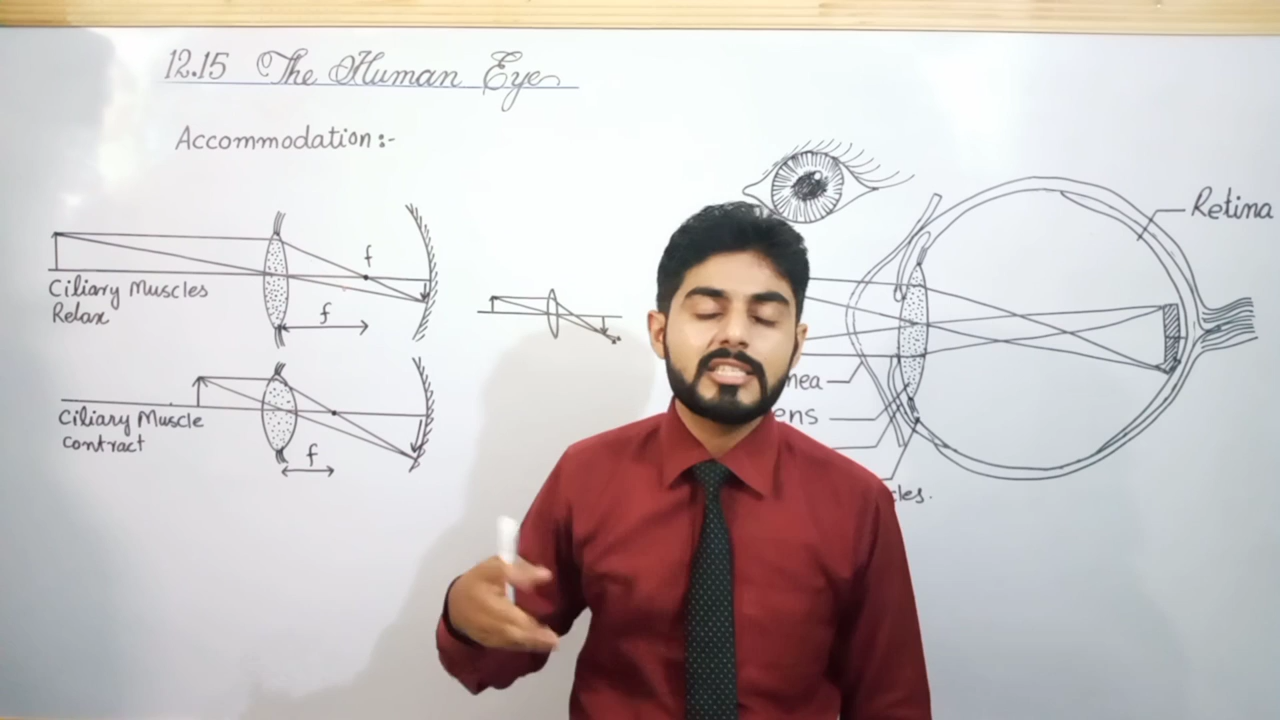 12.15 The Human Eye
Accommodation :-
Retina
f
Ciliary Muscles
Relax
f
Ciliary Muscle
Contract
f